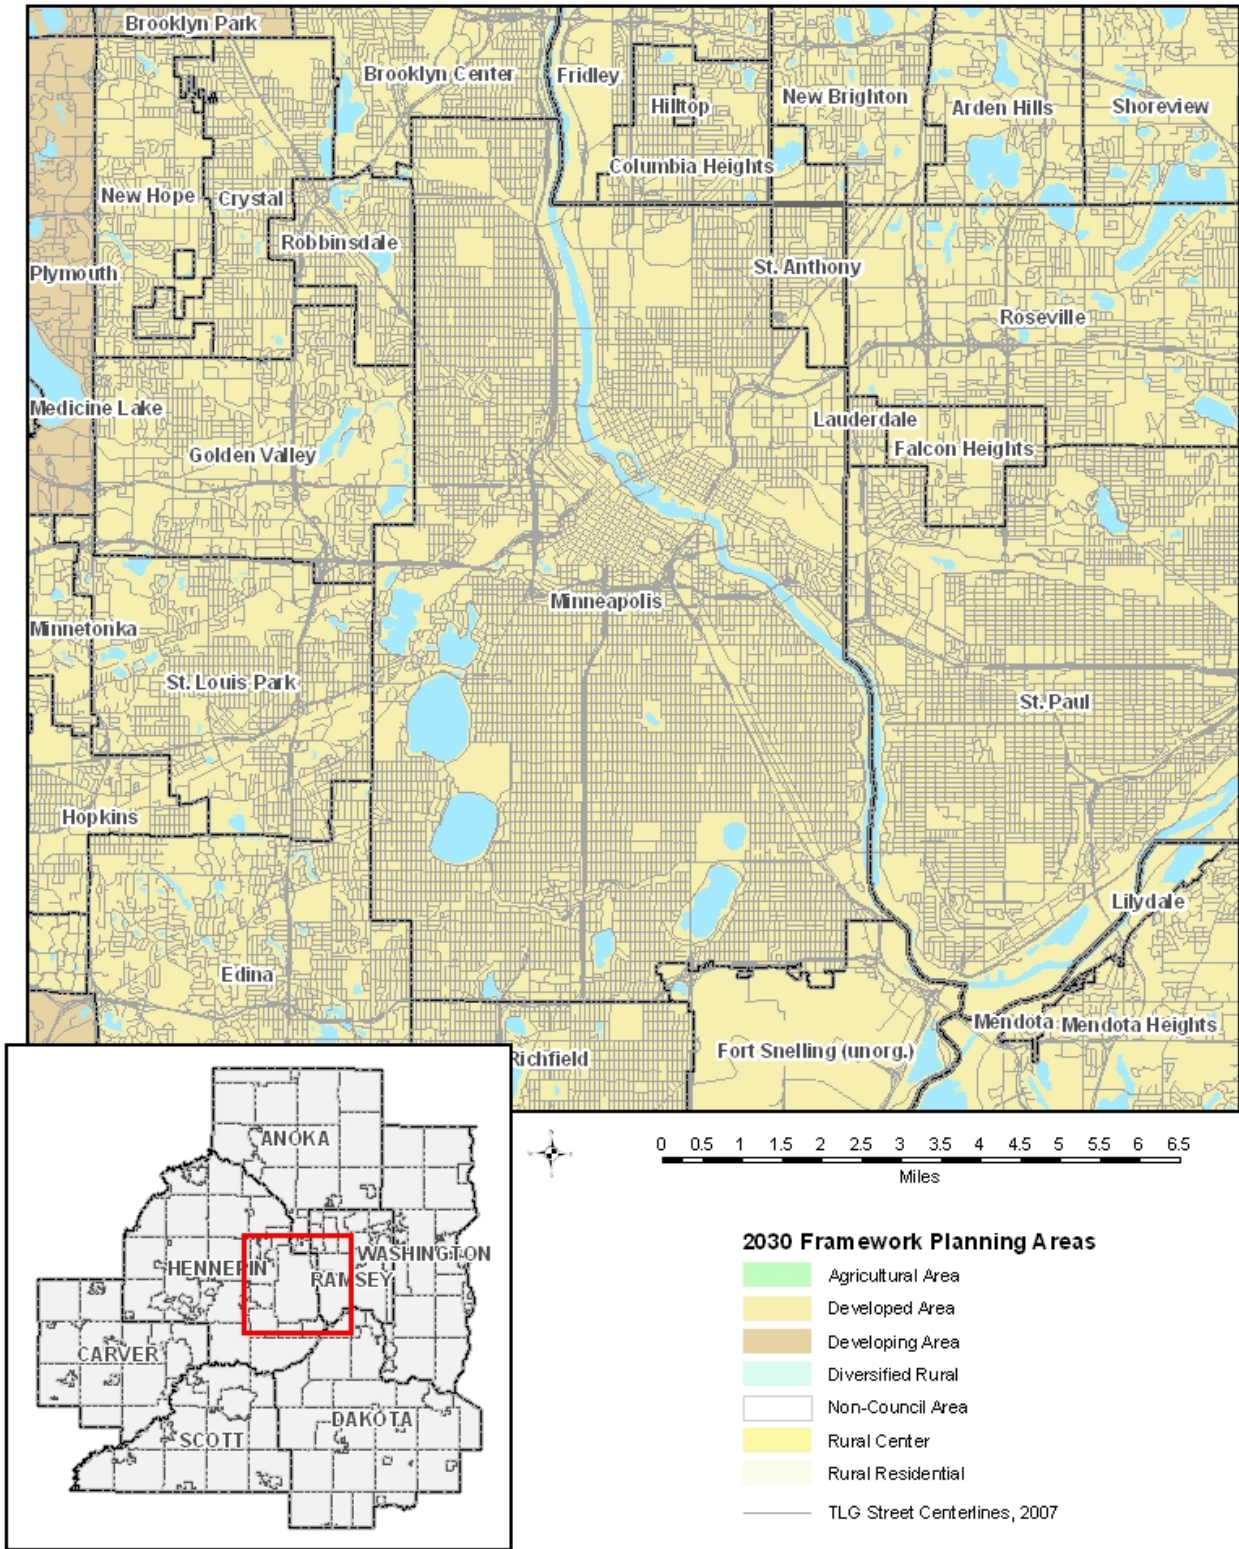 Brooklyn Park
Brooklyn Center
Fridley
Hilltop
New Brighton
Arden Hills
Shoreview
Columbia Heights
New Hope
Crystal
Robbinsdale
Plymouth
St. Anthony
Roseville
Medicine Lake
Lauderdale
Golden Valley
Falcon Heights
Minneapolis
Minnetonka
St. Louis Park
St. Paul
Hopkins
Lilydale
Edina
Mendota
Mendota Heights
Richfield
Fort Snelling (unorg.)
ANOKA
WASHINGTON
HENNEPIN
RAMSEY
CARVER
DAKOTA
SCOTT
0 0.5 1 1.5 2 2.5 3 3.5 4 4.5 5 5.5 6 6.5
Miles
2030 Framework Planning Areas
Agricultural Area
Developed Area
Developing Area
Diversified Rural
Non-Council Area
Rural Center
Rural Residential
TLG Street Centerlines, 2007